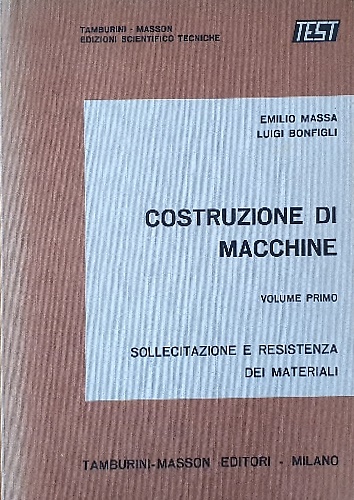 TAMBURINI - MASSON
EDIZIONI SCIENTIFICO TECNICHE
TEST
EMILIO MASSA
LUIGI BONFIGLI
COSTRUZIONE DI
MACCHINE
VOLUME PRIMO
SOLLECITAZIONE E RESISTENZA
DEI MATERIALI
TAMBURINI-MASSON EDITORI - MILANO